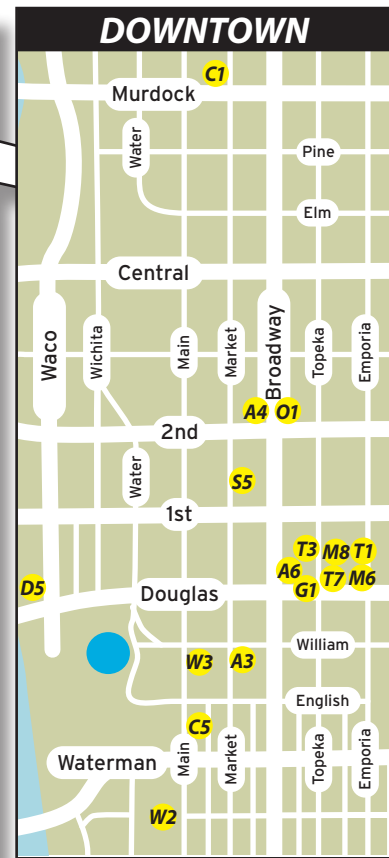 DOWNTOWN
C1
Murdock
Water
Pine
Elm
Central
Waco
Wichita
Main
Market
Broadway
Topeka
Emporia
A4
O1
2nd
Water
S5
1st
T3
M8
T1
A6
D5
G1
T7
M6
Douglas
William
W3
A3
English
C5
Waterman
Main
Market
Topeka
Emporia
W2